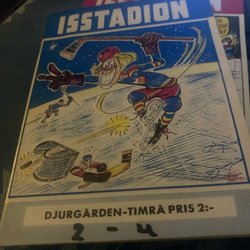 ISSTADION
DJURGÅRDEN-TIMRÅ PRIS 2:-
2 - 4